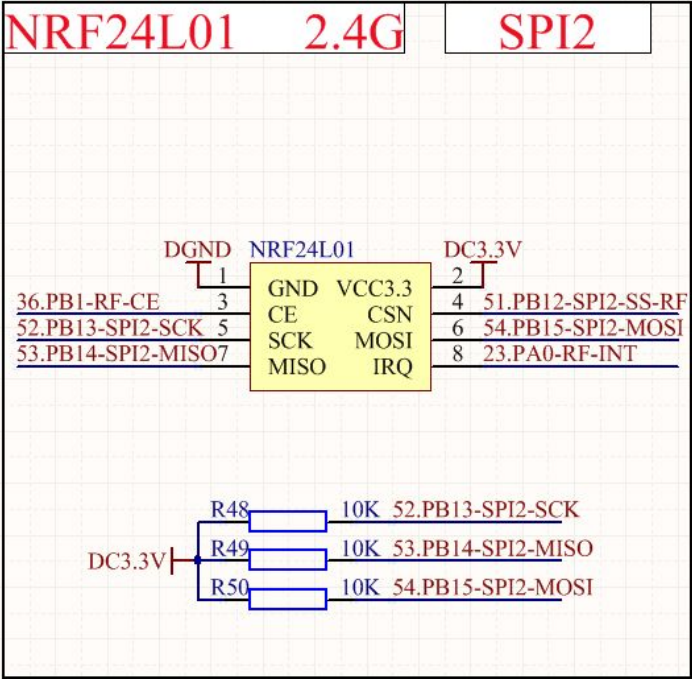 NRF24L01 2.4G SPI2
DGND NRF24L01 DC3.3V
1 GND VCC3.3 2
36.PB1-RF-CE 3 CE CSN 4 51.PB12-SPI2-SS-RF
52.PB13-SPI2-SCK 5 SCK MOSI 6 54.PB15-SPI2-MOSI
53.PB14-SPI2-MISO 7 MISO IRQ 8 23.PA0-RF-INT
R48 10K 52.PB13-SPI2-SCK
DC3.3V R49 10K 53.PB14-SPI2-MISO
R50 10K 54.PB15-SPI2-MOSI